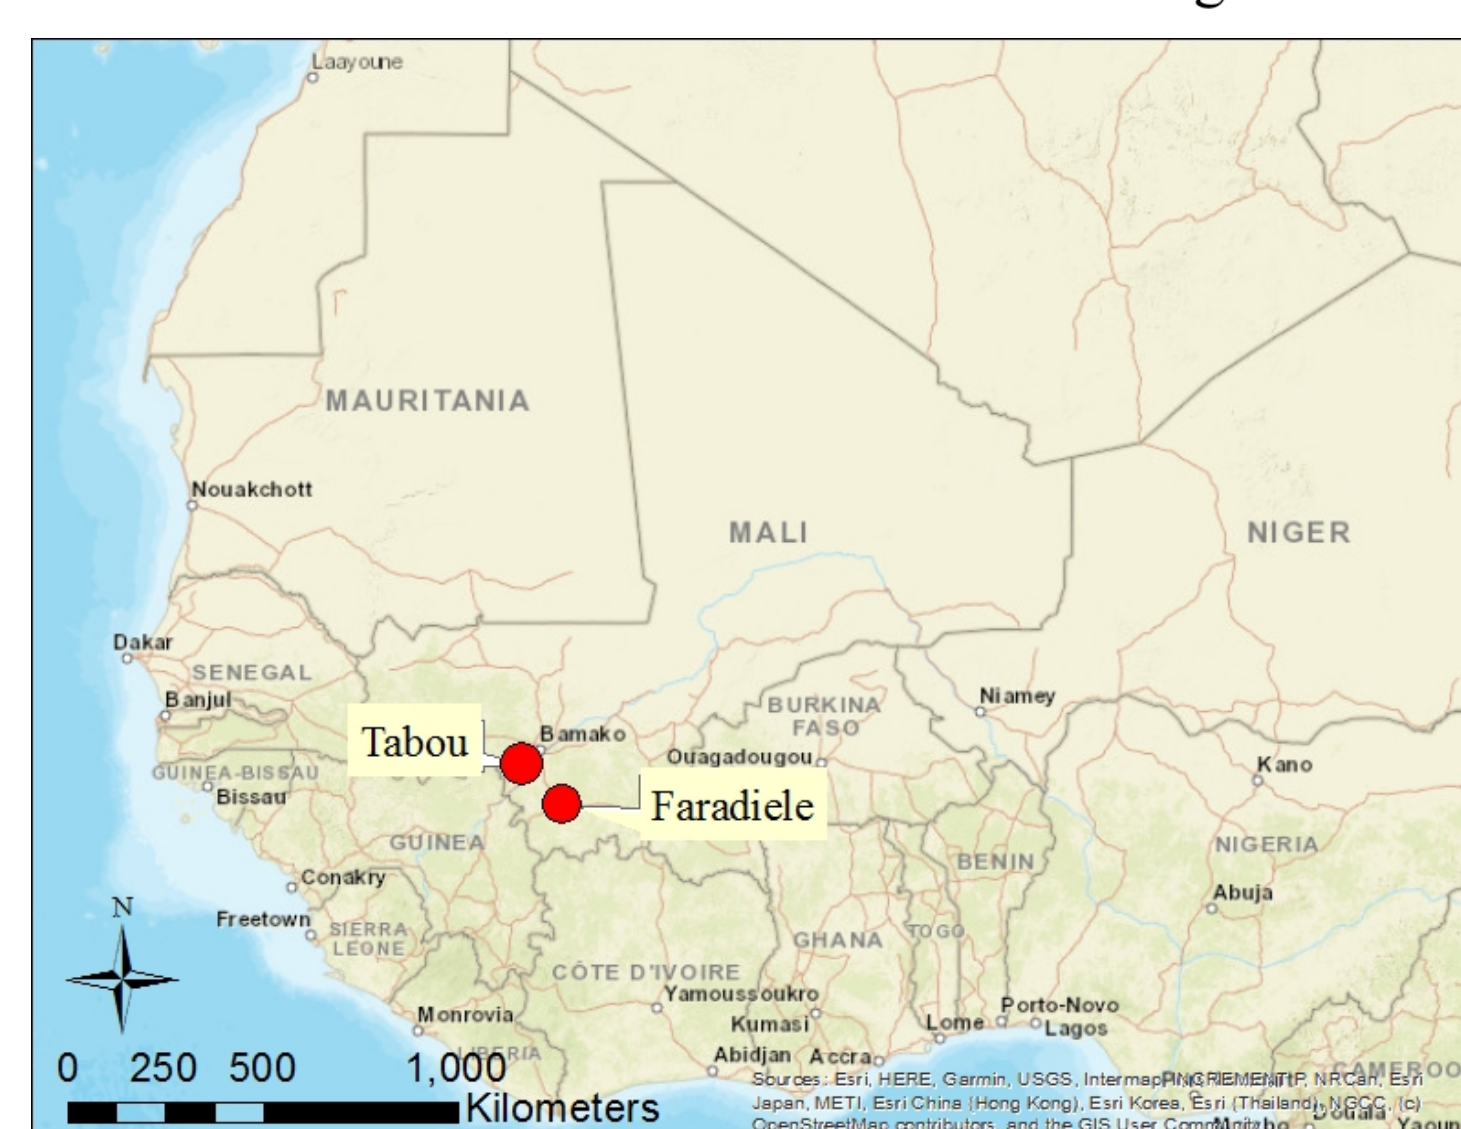 Laayoune
MAURITANIA
Nouakchott
MALI
NIGER
Dakar
SENEGAL
Banjul
BURKINA
FASO
Niamey
Tabou
Bamako
Ouagadougou
Kano
GUINEA-BISSAU
Bissau
Faradiele
GUINEA
BENIN
NIGERIA
Conakry
Abuja
N
Freetown
SIERRA
LEONE
GHANA
TOGO
CÔTE D'IVOIRE
Yamoussoukro
Monrovia
Kumasi
Lome
Porto-Novo
Lagos
LIBERIA
Abidjan
Accra
0 250 500 1,000
Kilometers
Sources: Esri, HERE, Garmin, USGS, Intermap, INCREMENT P, NRCan, Esri
Japan, METI, Esri China (Hong Kong), Esri Korea, Esri (Thailand), NGCC, (c)
OpenStreetMap contributors, and the GIS User Community
Douala